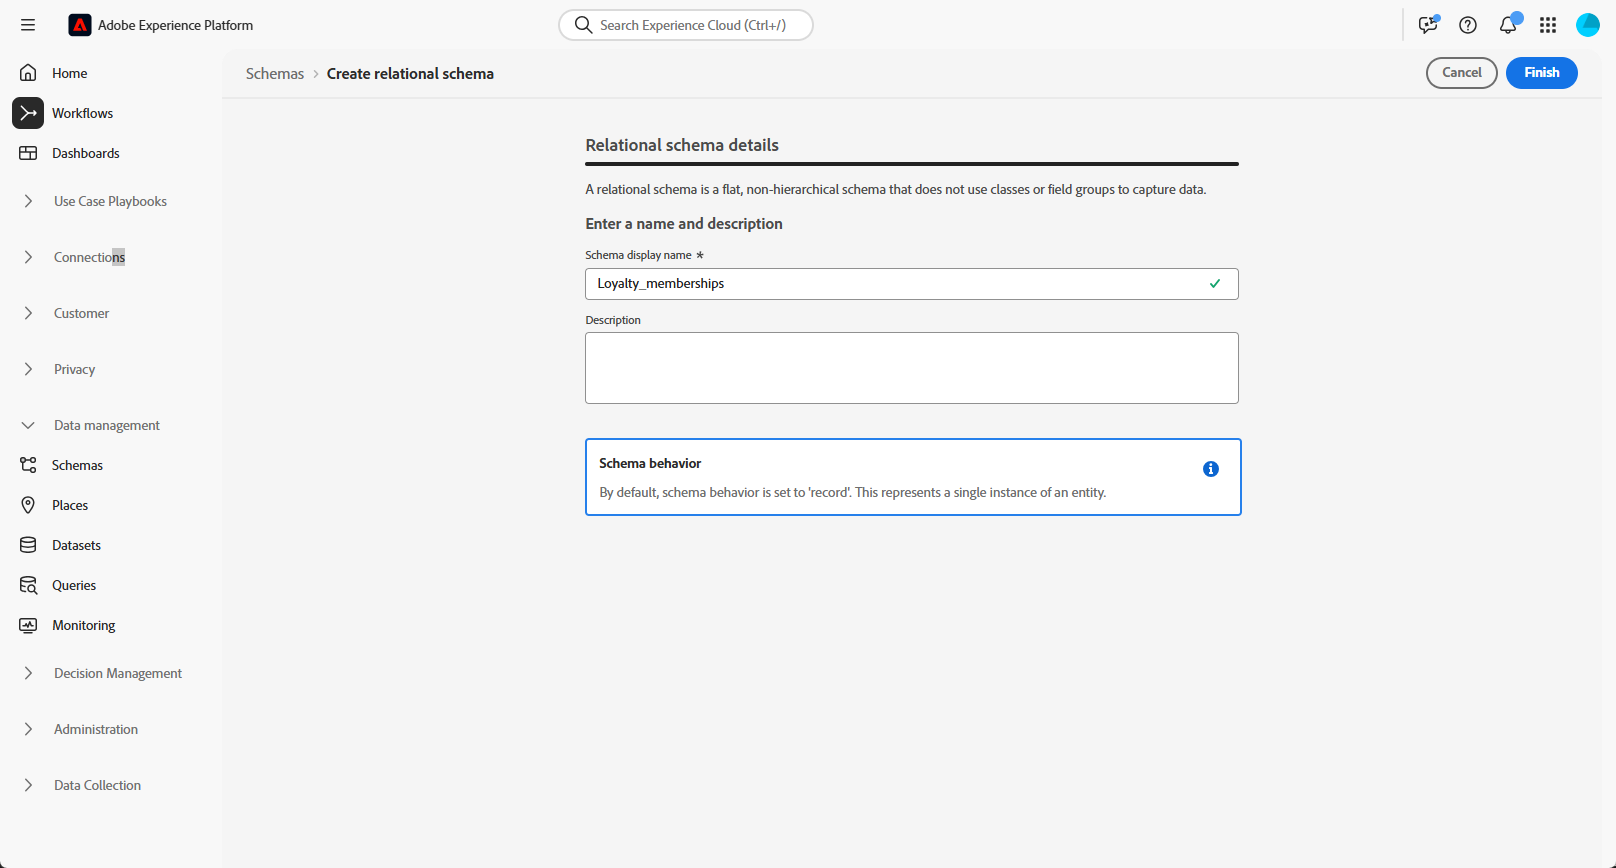 Adobe Experience Platform
Search Experience Cloud (Ctrl+/)
Home
Workflows
Dashboards
Use Case Playbooks
Connections
Customer
Privacy
Data management
Schemas
Places
Datasets
Queries
Monitoring
Decision Management
Administration
Data Collection
Schemas > Create relational schema
Cancel
Finish
Relational schema details
A relational schema is a flat, non-hierarchical schema that does not use classes or field groups to capture data.
Enter a name and description
Schema display name *
Loyalty_memberships
Description
Schema behavior
By default, schema behavior is set to 'record'. This represents a single instance of an entity.